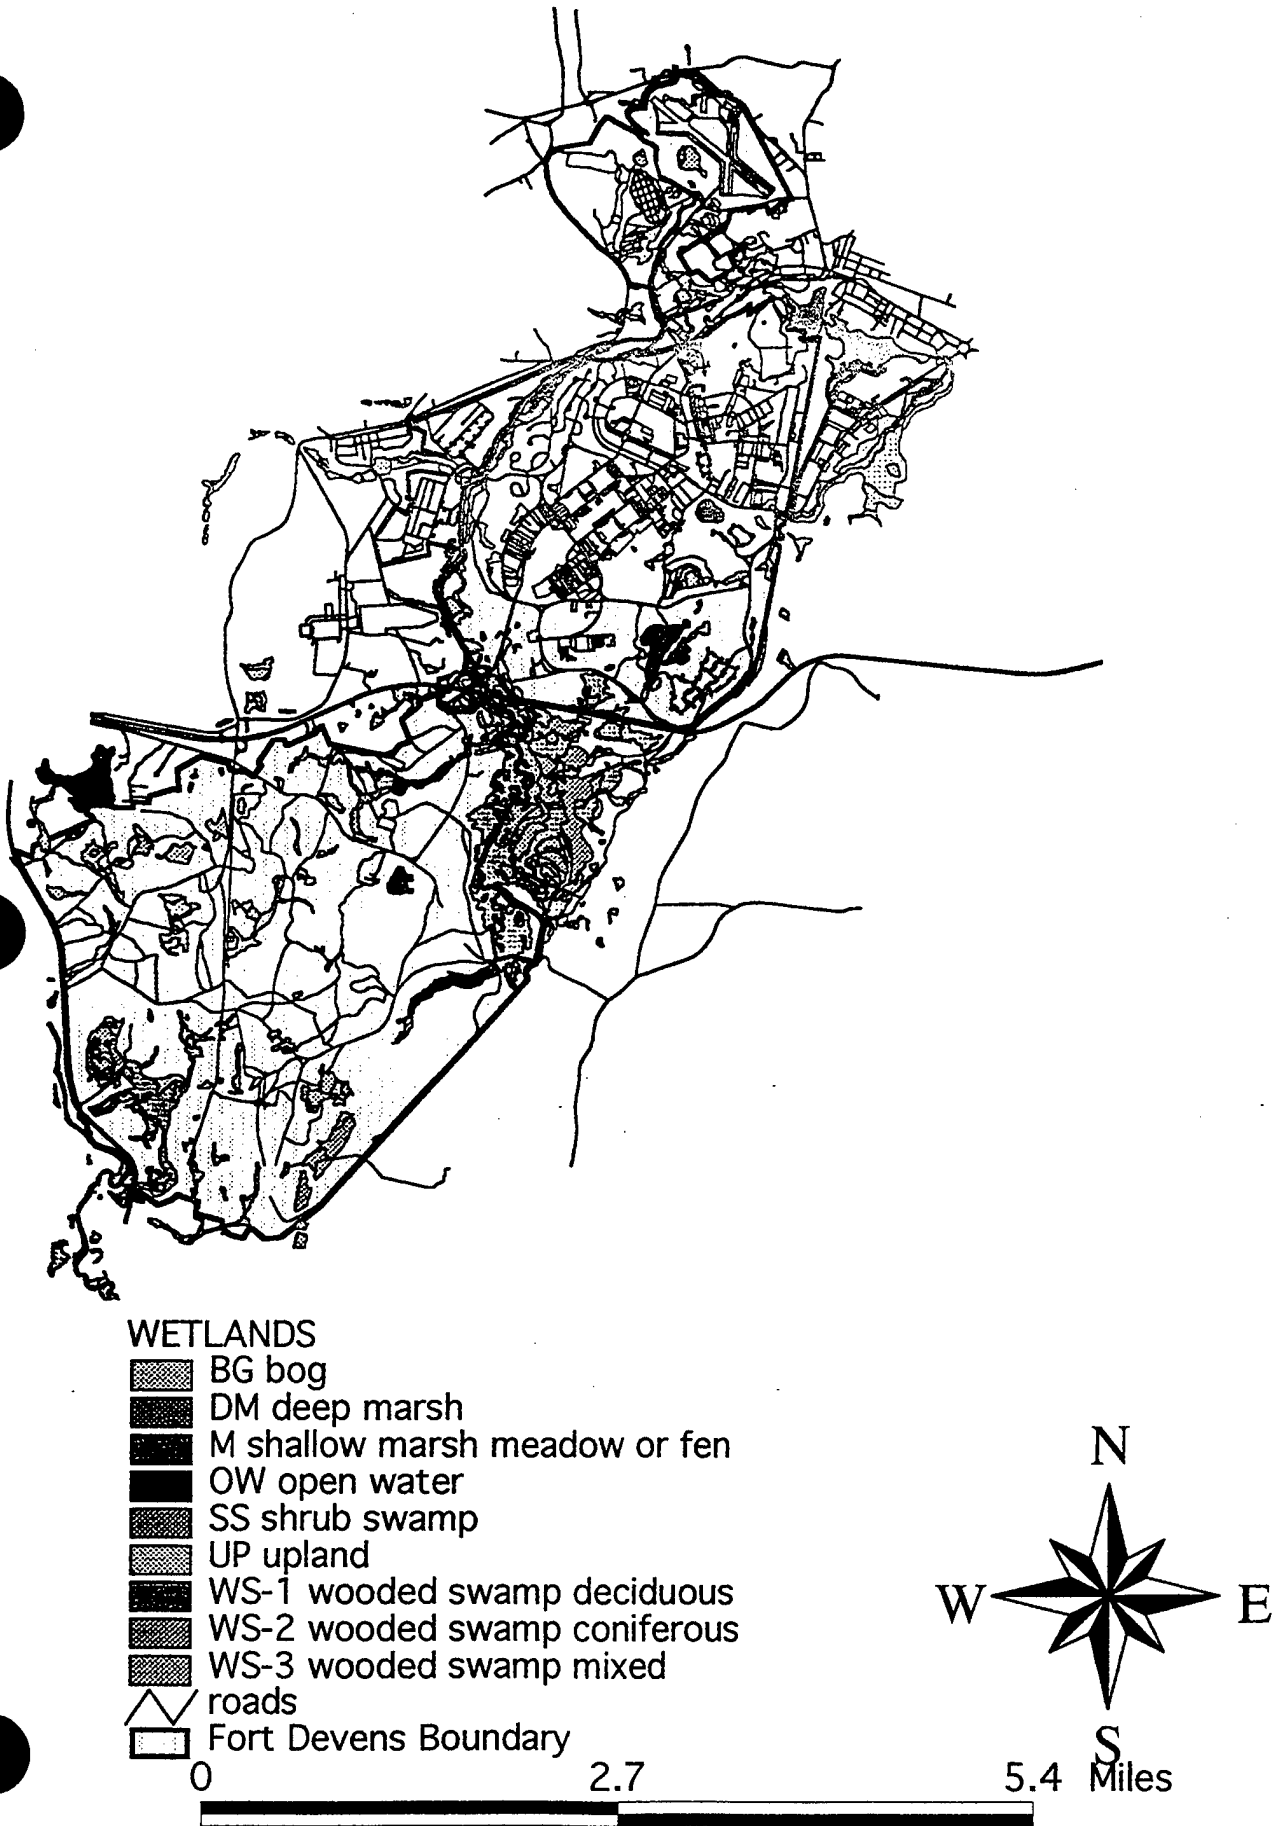 WETLANDS
BG bog
DM deep marsh
M shallow marsh meadow or fen
OW open water
SS shrub swamp
UP upland
WS-1 wooded swamp deciduous
WS-2 wooded swamp coniferous
WS-3 wooded swamp mixed
roads
Fort Devens Boundary
N
W E
S
0 2.7 5.4 Miles